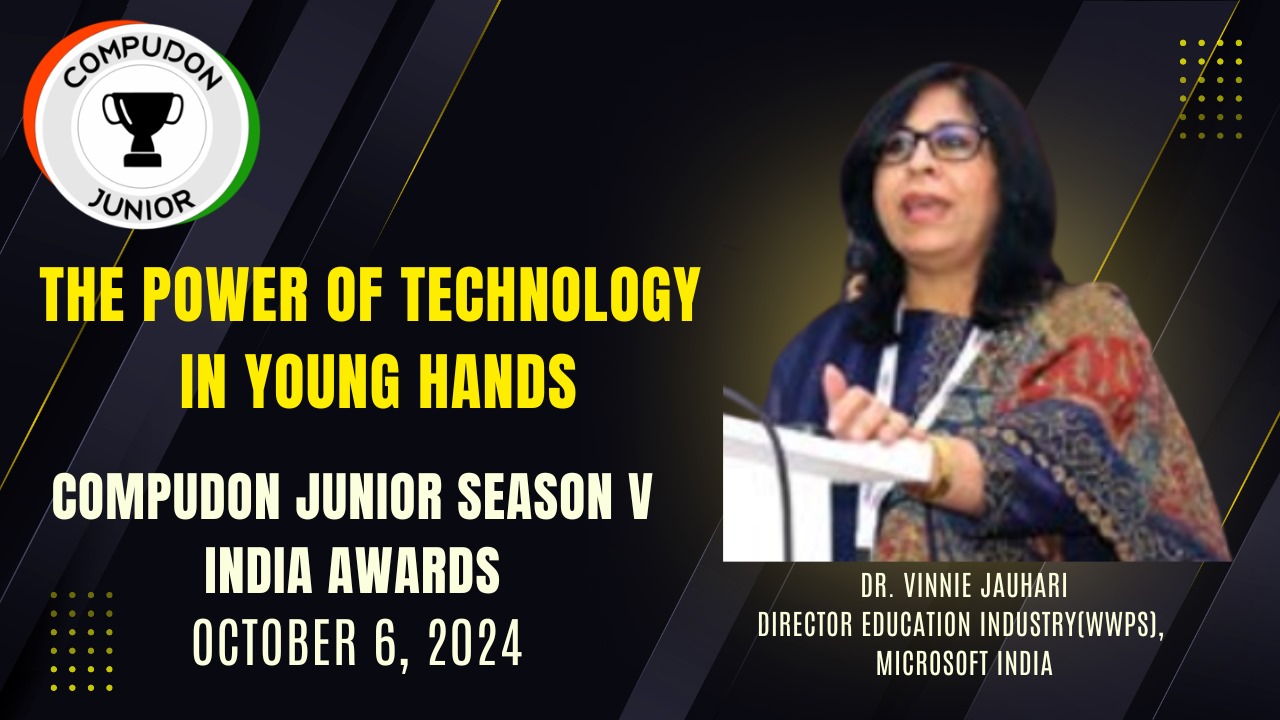 COMPUDON
JUNIOR
THE POWER OF TECHNOLOGY
IN YOUNG HANDS
COMPUDON JUNIOR SEASON V
INDIA AWARDS
OCTOBER 6, 2024
DR. VINNIE JAUHARI
DIRECTOR EDUCATION INDUSTRY(WWPS),
MICROSOFT INDIA